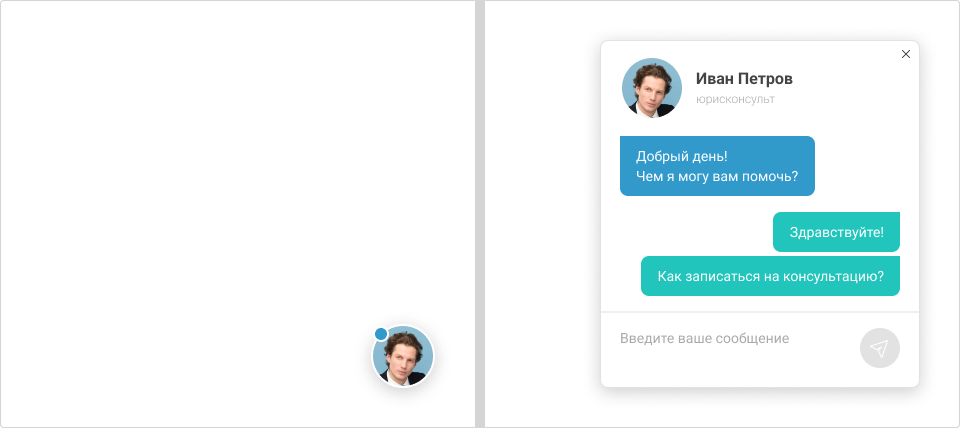 Иван Петров
юрисконсульт
Добрый день!
Чем я могу вам помочь?
Здравствуйте!
Как записаться на консультацию?
Введите ваше сообщение